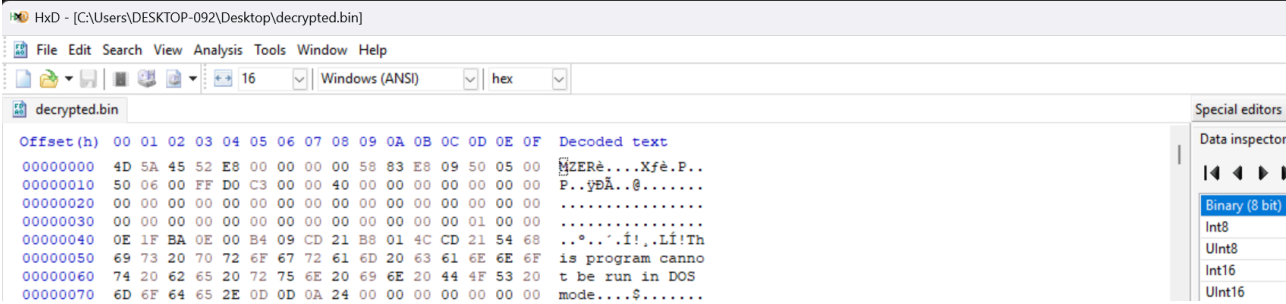 HxD - [C:\Users\DESKTOP-092\Desktop\decrypted.bin]
File Edit Search View Analysis Tools Window Help
16 Windows (ANSI) hex
decrypted.bin
Special editors
Offset(h) 00 01 02 03 04 05 06 07 08 09 0A 0B 0C 0D 0E 0F Decoded text
Data inspector
00000000 4D 5A 45 52 E8 00 00 00 00 58 83 E8 09 50 05 00 MZERè....Xƒè.P..
00000010 50 06 00 FF D0 C3 00 00 40 00 00 00 00 00 00 00 P..ÿÐÃ..@.......
00000020 00 00 00 00 00 00 00 00 00 00 00 00 00 00 00 00 ................
Binary (8 bit)
00000030 00 00 00 00 00 00 00 00 00 00 00 00 00 01 00 00 ................
Int8
00000040 0E 1F BA 0E 00 B4 09 CD 21 B8 01 4C CD 21 54 68 ..º..´.Í!¸.LÍ!Th
UInt8
00000050 69 73 20 70 72 6F 67 72 61 6D 20 63 61 6E 6E 6F is program canno
Int16
00000060 74 20 62 65 20 72 75 6E 20 69 6E 20 44 4F 53 20 t be run in DOS
00000070 6D 6F 64 65 2E 0D 0D 0A 24 00 00 00 00 00 00 00 mode....$.......
UInt16